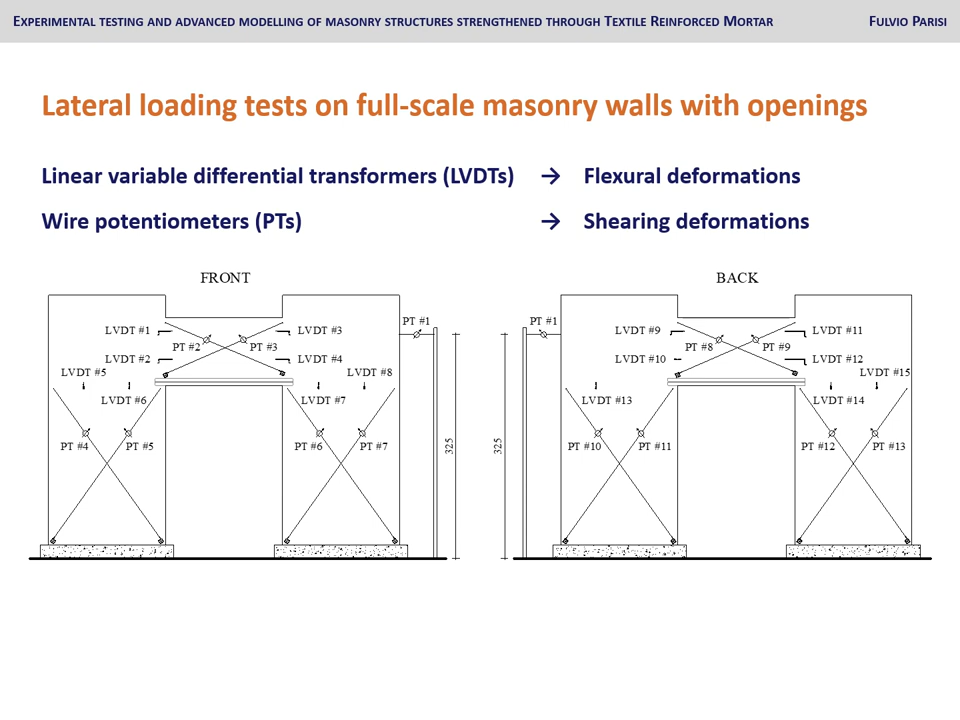 Experimental testing and advanced modelling of masonry structures strengthened through Textile Reinforced Mortar Fulvio Parisi
Lateral loading tests on full-scale masonry walls with openings
Linear variable differential transformers (LVDTs) → Flexural deformations
Wire potentiometers (PTs) → Shearing deformations
FRONT
LVDT #1
LVDT #3
PT #1
PT #2
PT #3
LVDT #2
LVDT #4
LVDT #5
LVDT #8
LVDT #6
LVDT #7
PT #4
PT #5
PT #6
PT #7
325
BACK
PT #1
LVDT #9
LVDT #11
PT #8
PT #9
LVDT #10
LVDT #12
LVDT #15
LVDT #13
LVDT #14
PT #10
PT #11
PT #12
PT #13
325